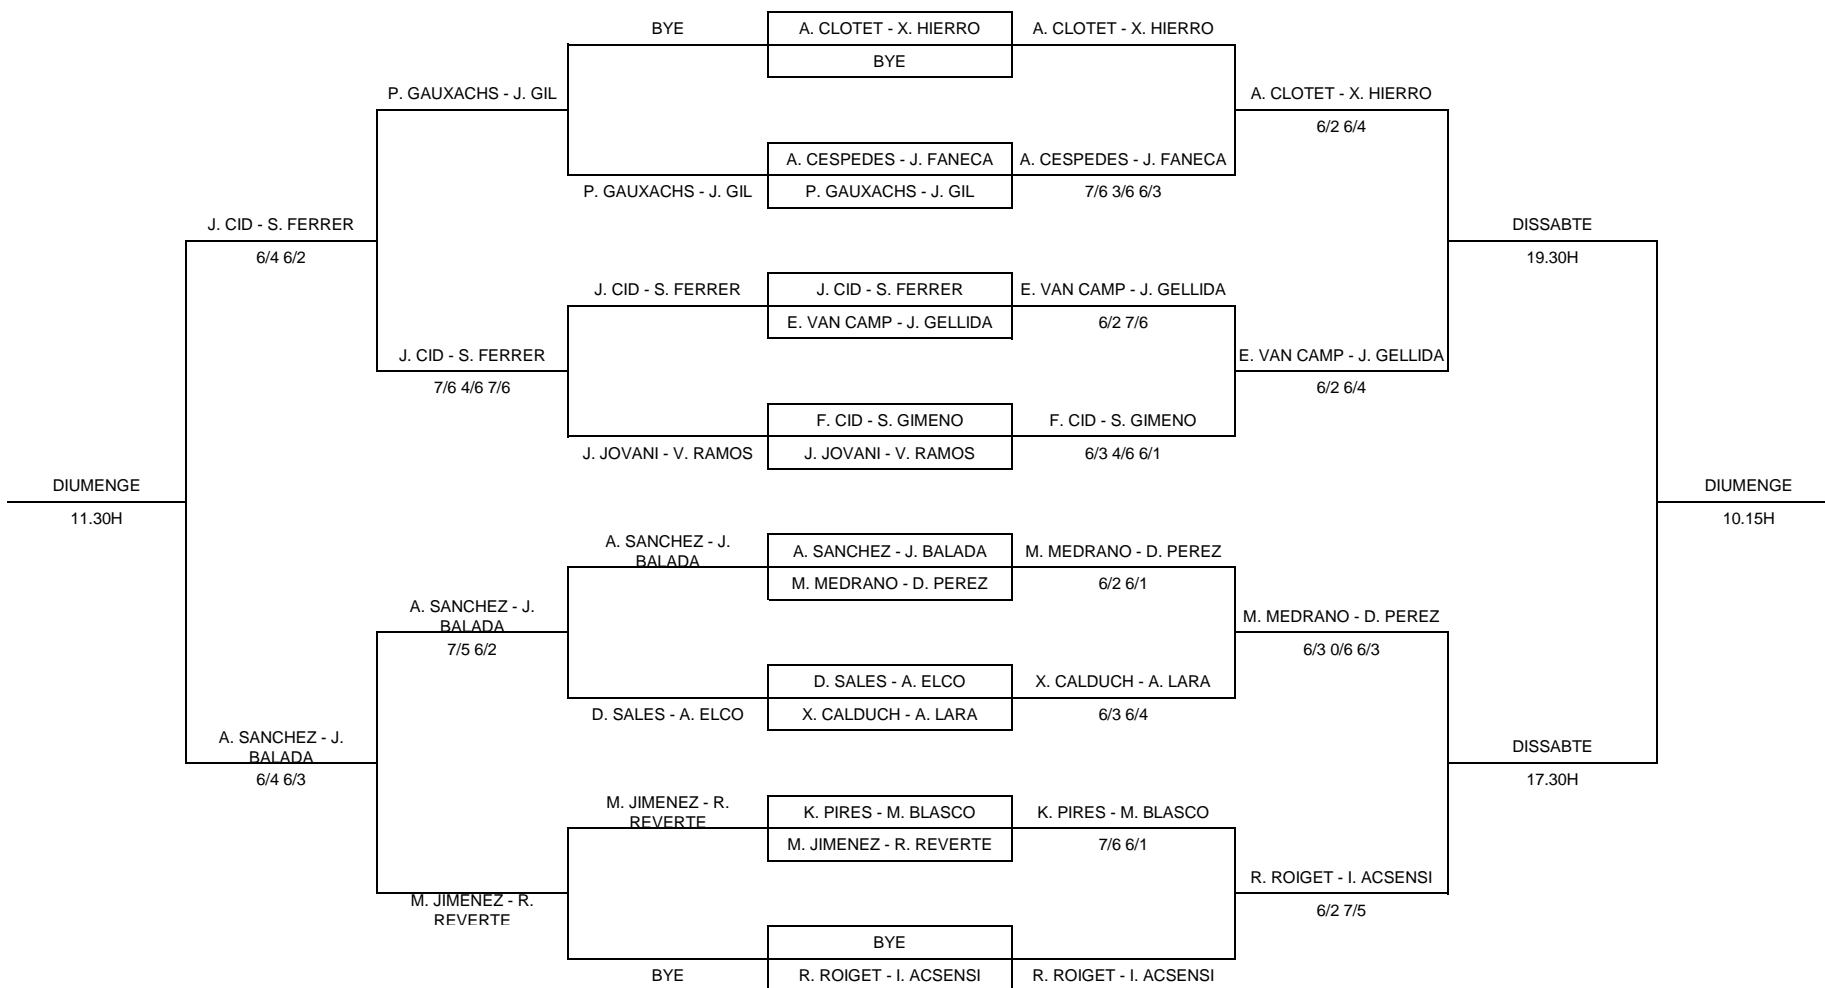 BYE
A. CLOTET - X. HIERRO
A. CLOTET - X. HIERRO
BYE
P. GAUXACHS - J. GIL
A. CLOTET - X. HIERRO
6/2 6/4
A. CESPEDES - J. FANECA
A. CESPEDES - J. FANECA
P. GAUXACHS - J. GIL
P. GAUXACHS - J. GIL
7/6 3/6 6/3
J. CID - S. FERRER
DISSABTE
6/4 6/2
19.30H
J. CID - S. FERRER
J. CID - S. FERRER
E. VAN CAMP - J. GELLIDA
E. VAN CAMP - J. GELLIDA
6/2 7/6
J. CID - S. FERRER
E. VAN CAMP - J. GELLIDA
7/6 4/6 7/6
6/2 6/4
F. CID - S. GIMENO
F. CID - S. GIMENO
J. JOVANI - V. RAMOS
J. JOVANI - V. RAMOS
6/3 4/6 6/1
DIUMENGE
DIUMENGE
11.30H
10.15H
A. SANCHEZ - J.
BALADA
A. SANCHEZ - J. BALADA
M. MEDRANO - D. PEREZ
M. MEDRANO - D. PEREZ
6/2 6/1
A. SANCHEZ - J.
BALADA
M. MEDRANO - D. PEREZ
7/5 6/2
6/3 0/6 6/3
D. SALES - A. ELCO
X. CALDUCH - A. LARA
D. SALES - A. ELCO
X. CALDUCH - A. LARA
6/3 6/4
A. SANCHEZ - J.
BALADA
DISSABTE
6/4 6/3
17.30H
M. JIMENEZ - R.
REVERTE
K. PIRES - M. BLASCO
K. PIRES - M. BLASCO
M. JIMENEZ - R. REVERTE
7/6 6/1
M. JIMENEZ - R.
REVERTE
R. ROIGET - I. ACSENSI
6/2 7/5
BYE
BYE
R. ROIGET - I. ACSENSI
R. ROIGET - I. ACSENSI